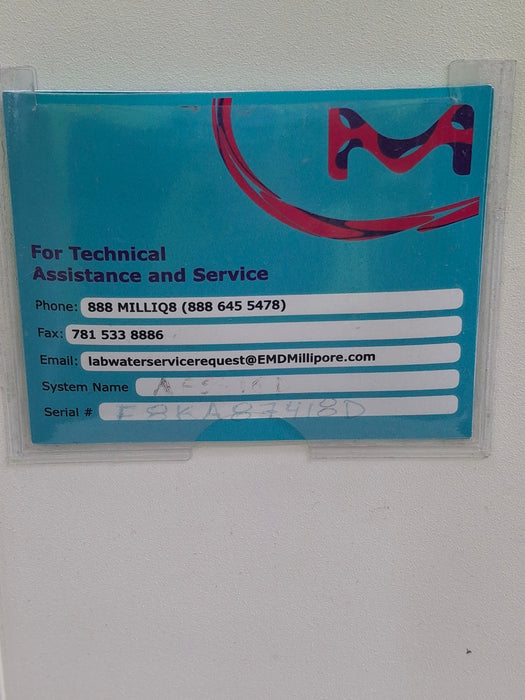 For Technical
Assistance and Service
Phone: 888 MILLIQ8 (888 645 5478)
Fax: 781 533 8886
Email: labwaterservicerequest@EMDMillipore.com
System Name
Serial # F8KA87418D